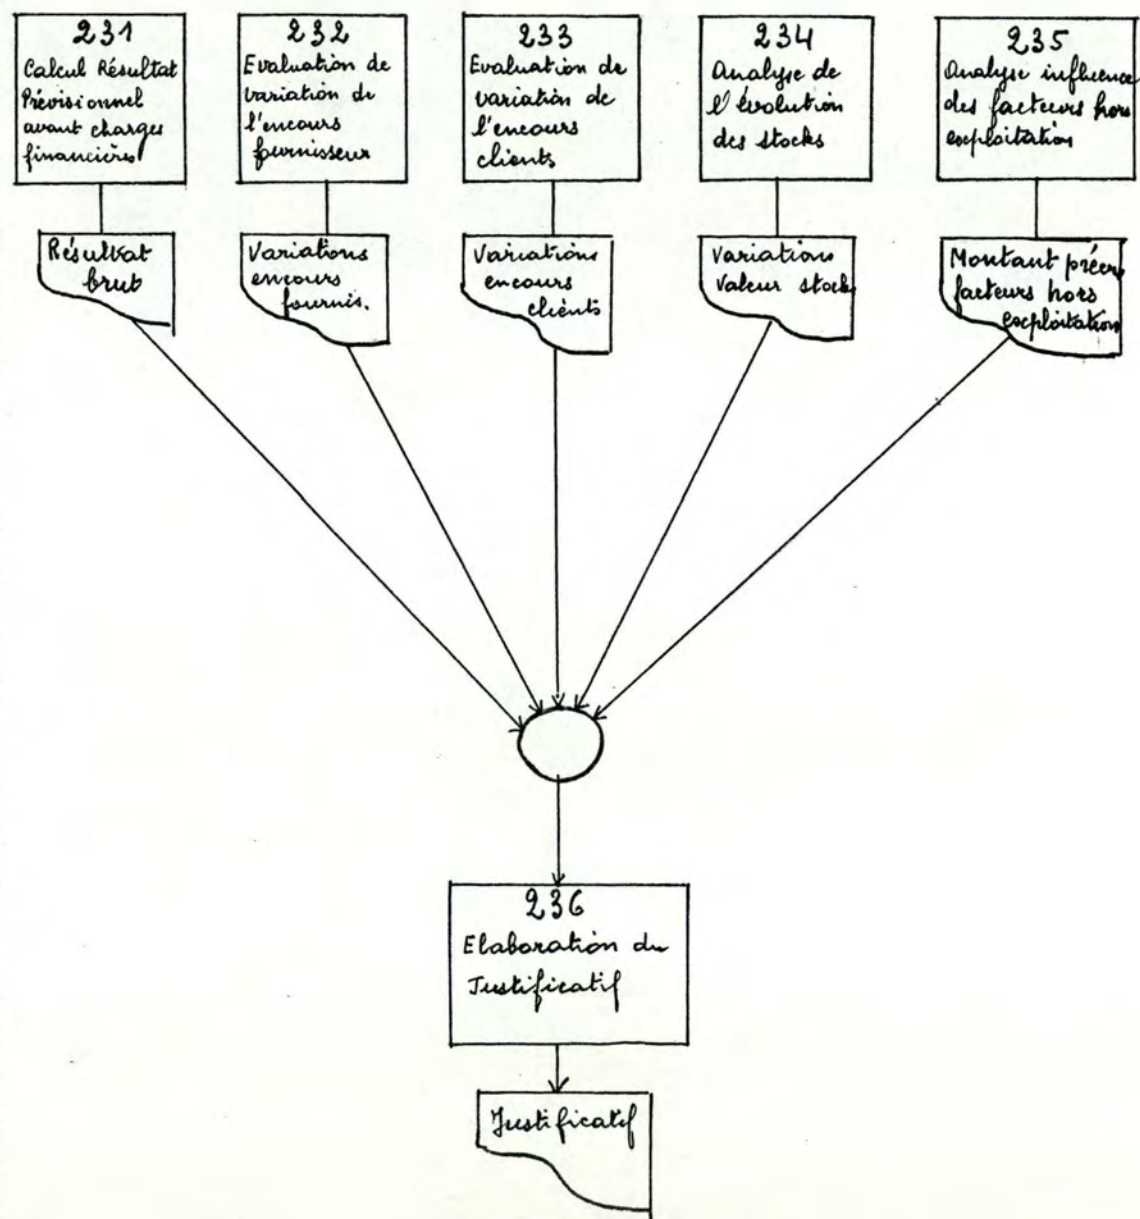 231
Calcul Résultat
Prévisionnel
avant charges
financières
232
Evaluation de
variation de
l'encours
fournisseur
233
Evaluation de
variation de
l'encours
clients
234
Analyse de
l'évolution
des stocks
235
Analyse influence
des facteurs hors
exploitation
Résultat
brut
Variations
encours
fournis.
Variations
encours
clients
Variations
Valeur stock
Montant
facteurs hors
exploitation
236
Elaboration du
Justificatif
Justificatif